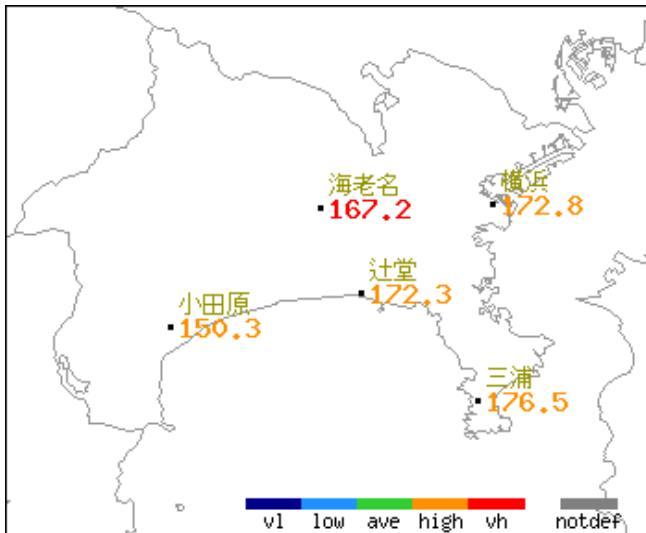 海老名
167.2
横浜
172.8
辻堂
172.3
小田原
150.3
三浦
176.5
vl low ave high vh notdef